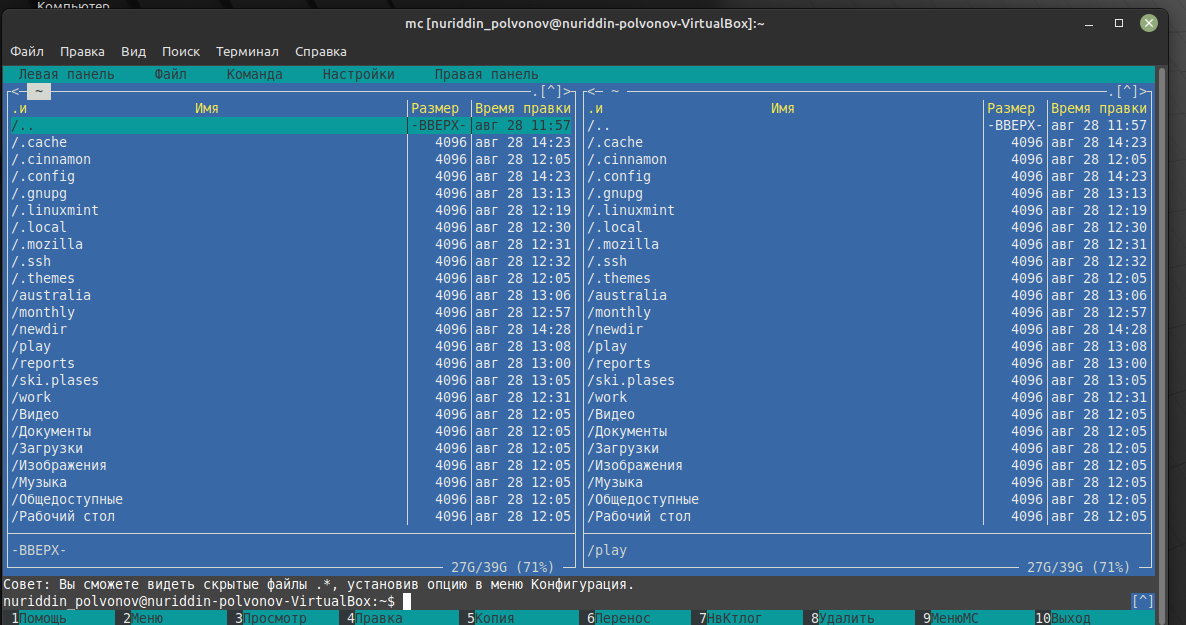 Компьютер
mc [nuriddin_polvonov@nuriddin-polvonov-VirtualBox]:~
Файл Правка Вид Поиск Терминал Справка
Левая панель Файл Команда Настройки Правая панель
<─ ~ .[^]> <─ ~ .[^]>
.и Имя Размер Время правки .и Имя Размер Время правки
/.. -ВВЕРХ- авг 28 11:57 /.. -ВВЕРХ- авг 28 11:57
/.cache 4096 авг 28 14:23 /.cache 4096 авг 28 14:23
/.cinnamon 4096 авг 28 12:05 /.cinnamon 4096 авг 28 12:05
/.config 4096 авг 28 14:23 /.config 4096 авг 28 14:23
/.gnupg 4096 авг 28 13:13 /.gnupg 4096 авг 28 13:13
/.linuxmint 4096 авг 28 12:19 /.linuxmint 4096 авг 28 12:19
/.local 4096 авг 28 12:30 /.local 4096 авг 28 12:30
/.mozilla 4096 авг 28 12:31 /.mozilla 4096 авг 28 12:31
/.ssh 4096 авг 28 12:32 /.ssh 4096 авг 28 12:32
/.themes 4096 авг 28 12:05 /.themes 4096 авг 28 12:05
/australia 4096 авг 28 13:06 /australia 4096 авг 28 13:06
/monthly 4096 авг 28 12:57 /monthly 4096 авг 28 12:57
/newdir 4096 авг 28 14:28 /newdir 4096 авг 28 14:28
/play 4096 авг 28 13:08 /play 4096 авг 28 13:08
/reports 4096 авг 28 13:00 /reports 4096 авг 28 13:00
/ski.plases 4096 авг 28 13:05 /ski.plases 4096 авг 28 13:05
/work 4096 авг 28 12:31 /work 4096 авг 28 12:31
/Видео 4096 авг 28 12:05 /Видео 4096 авг 28 12:05
/Документы 4096 авг 28 12:05 /Документы 4096 авг 28 12:05
/Загрузки 4096 авг 28 12:05 /Загрузки 4096 авг 28 12:05
/Изображения 4096 авг 28 12:05 /Изображения 4096 авг 28 12:05
/Музыка 4096 авг 28 12:05 /Музыка 4096 авг 28 12:05
/Общедоступные 4096 авг 28 12:05 /Общедоступные 4096 авг 28 12:05
/Рабочий стол 4096 авг 28 12:05 /Рабочий стол 4096 авг 28 12:05
-ВВЕРХ- /play
27G/39G (71%) 27G/39G (71%)
Совет: Вы сможете видеть скрытые файлы .*, установив опцию в меню Конфигурация.
nuriddin_polvonov@nuriddin-polvonov-VirtualBox:~$ [^]
1Помощь 2Меню 3Просмотр 4Правка 5Копия 6Перенос 7НвКтлог 8Удалить 9МенюМС 10Выход